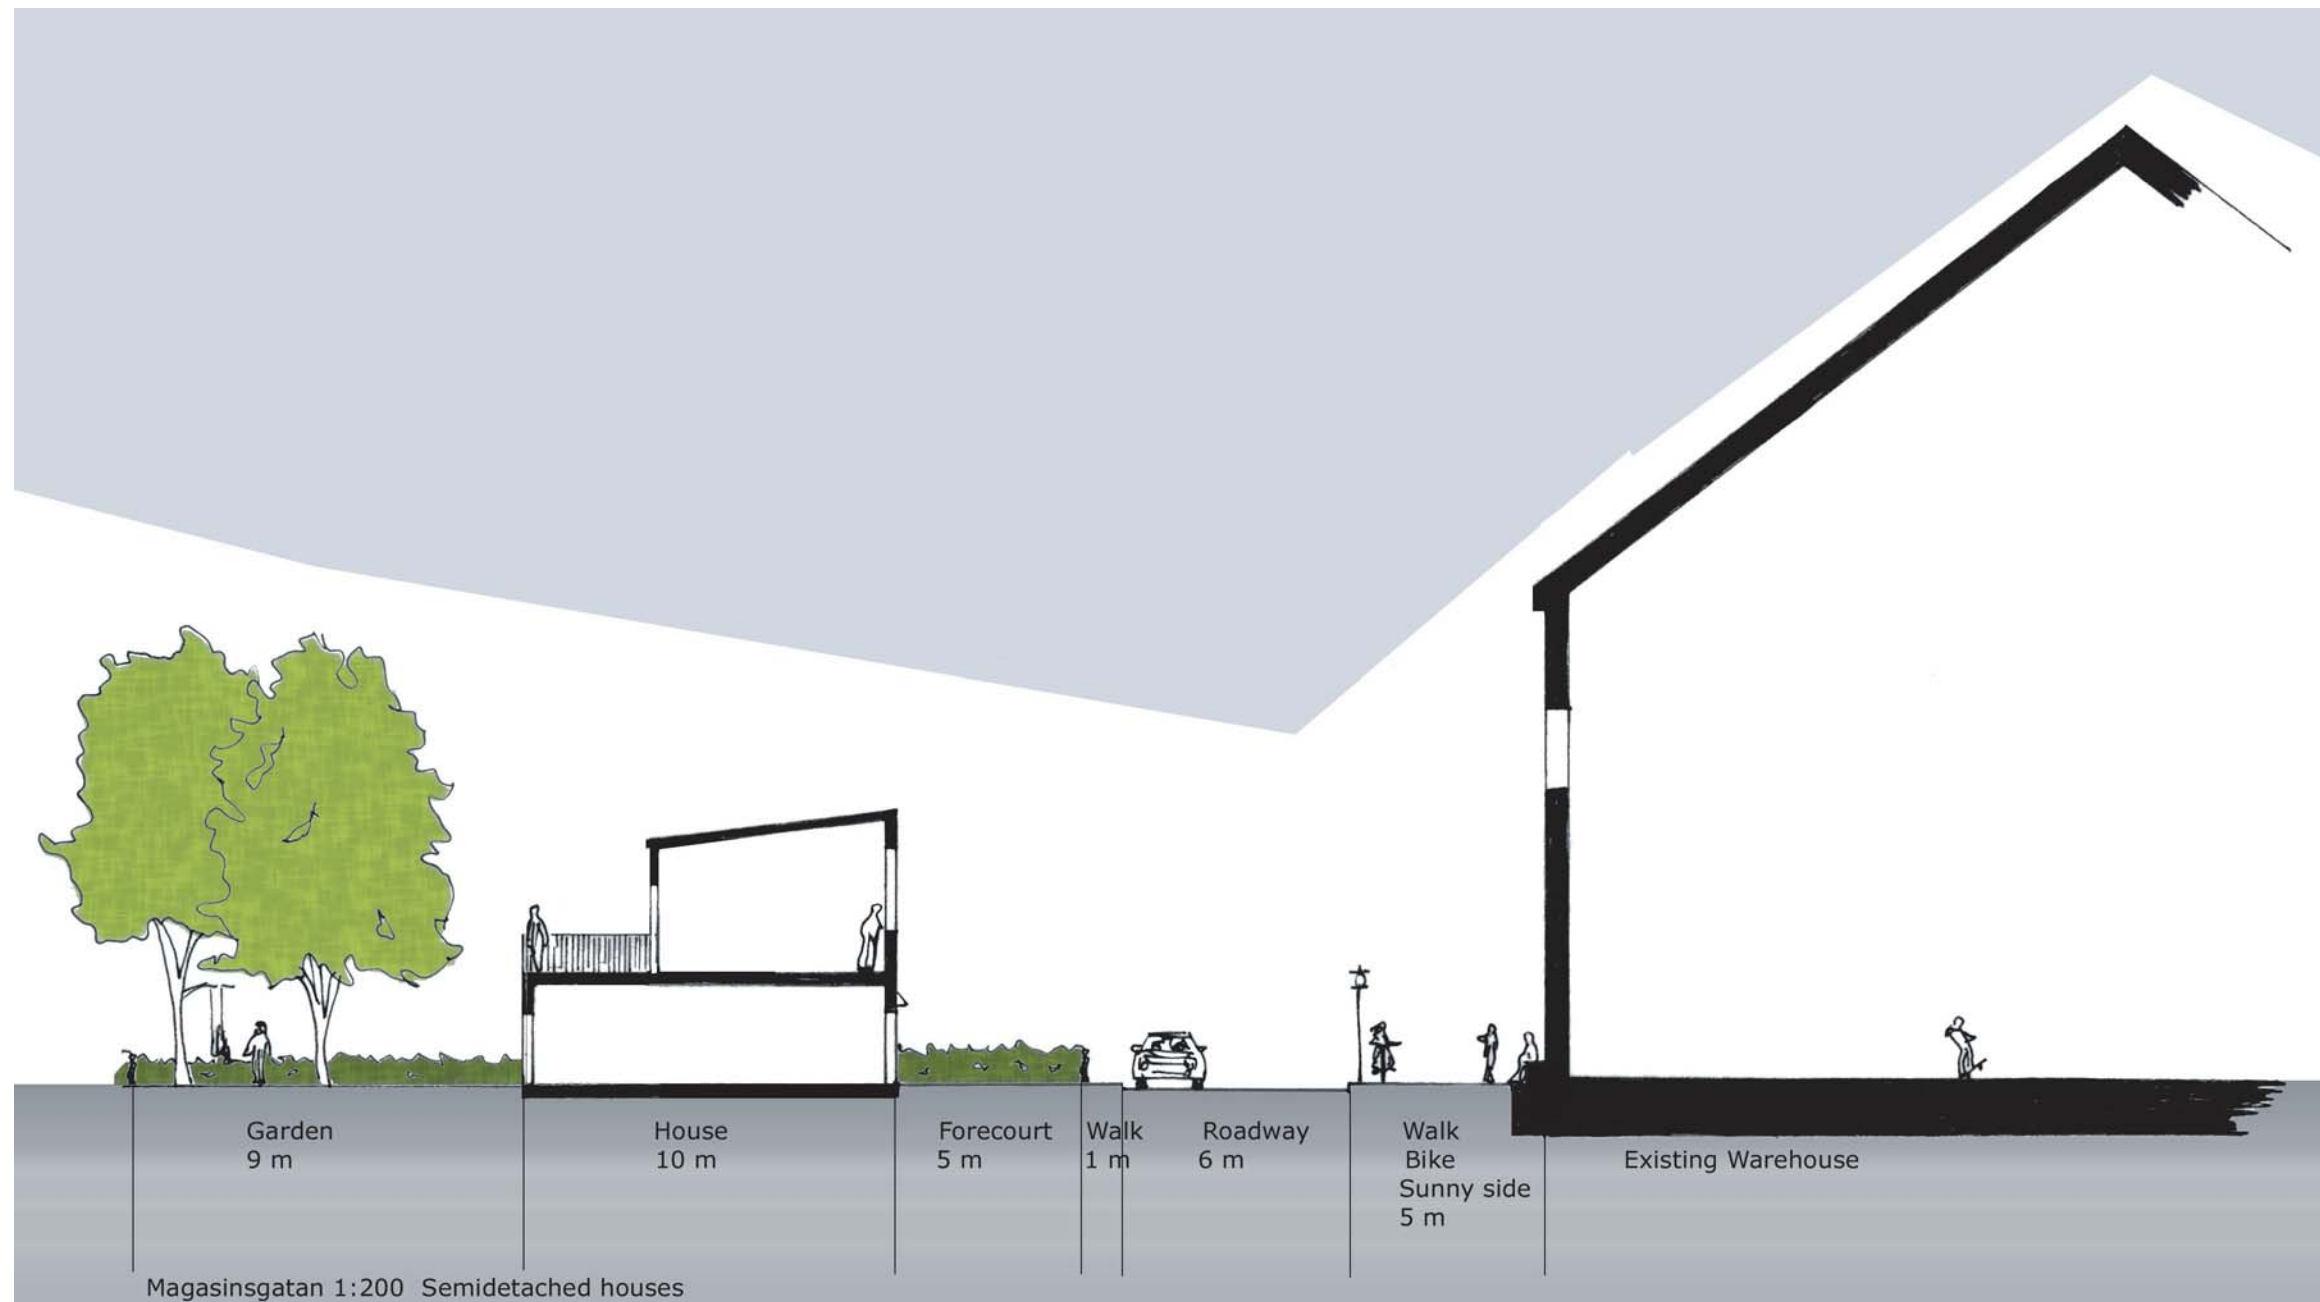 Garden
9 m
House
10 m
Forecourt
5 m
Walk
1 m
Roadway
6 m
Walk
Bike
Sunny side
5 m
Existing Warehouse
Magasinsgatan 1:200 Semidetached houses